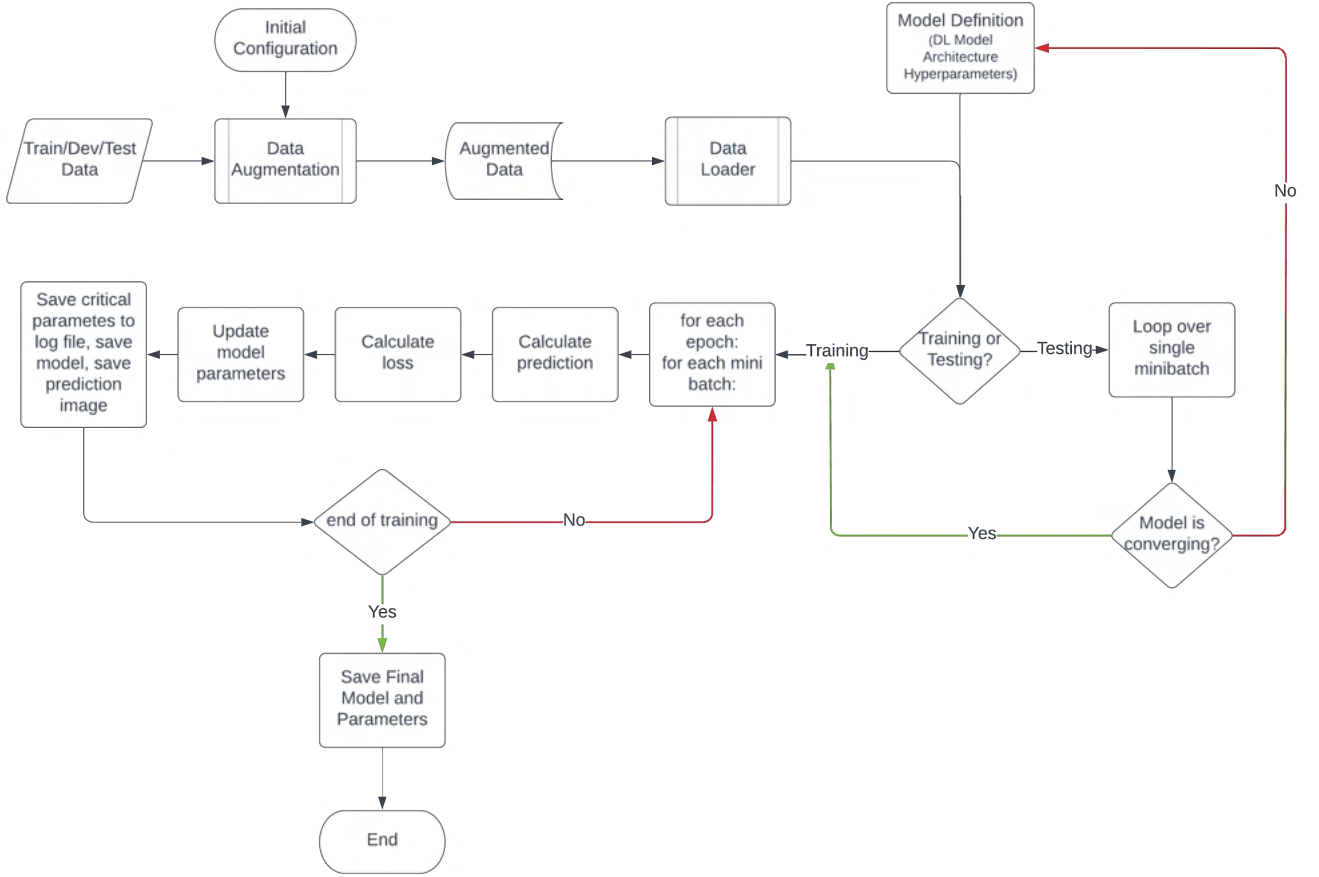 Initial
Configuration
Model Definition
(DL Model
Architecture
Hyperparameters)
Train/Dev/Test
Data
Data
Augmentation
Augmented
Data
Data
Loader
No
Save critical
parametes to
log file, save
model, save
prediction
image
Update
model
parameters
Calculate
loss
Calculate
prediction
for each
epoch:
for each mini
batch:
Training
Training or
Testing?
Testing
Loop over
single
minibatch
end of training
No
Yes
Model is
converging?
Yes
Save Final
Model and
Parameters
End